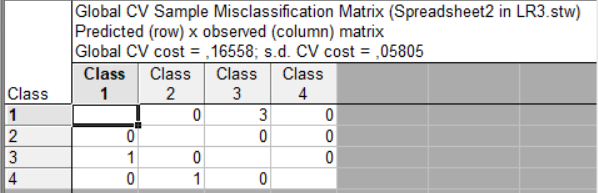 Global CV Sample Misclassification Matrix (Spreadsheet2 in LR3.stw)
Predicted (row) x observed (column) matrix
Global CV cost = ,16558; s.d. CV cost = ,05805
Class Class 1 Class 2 Class 3 Class 4
1 0 3 0
2 0 0 0
3 1 0 0
4 0 1 0